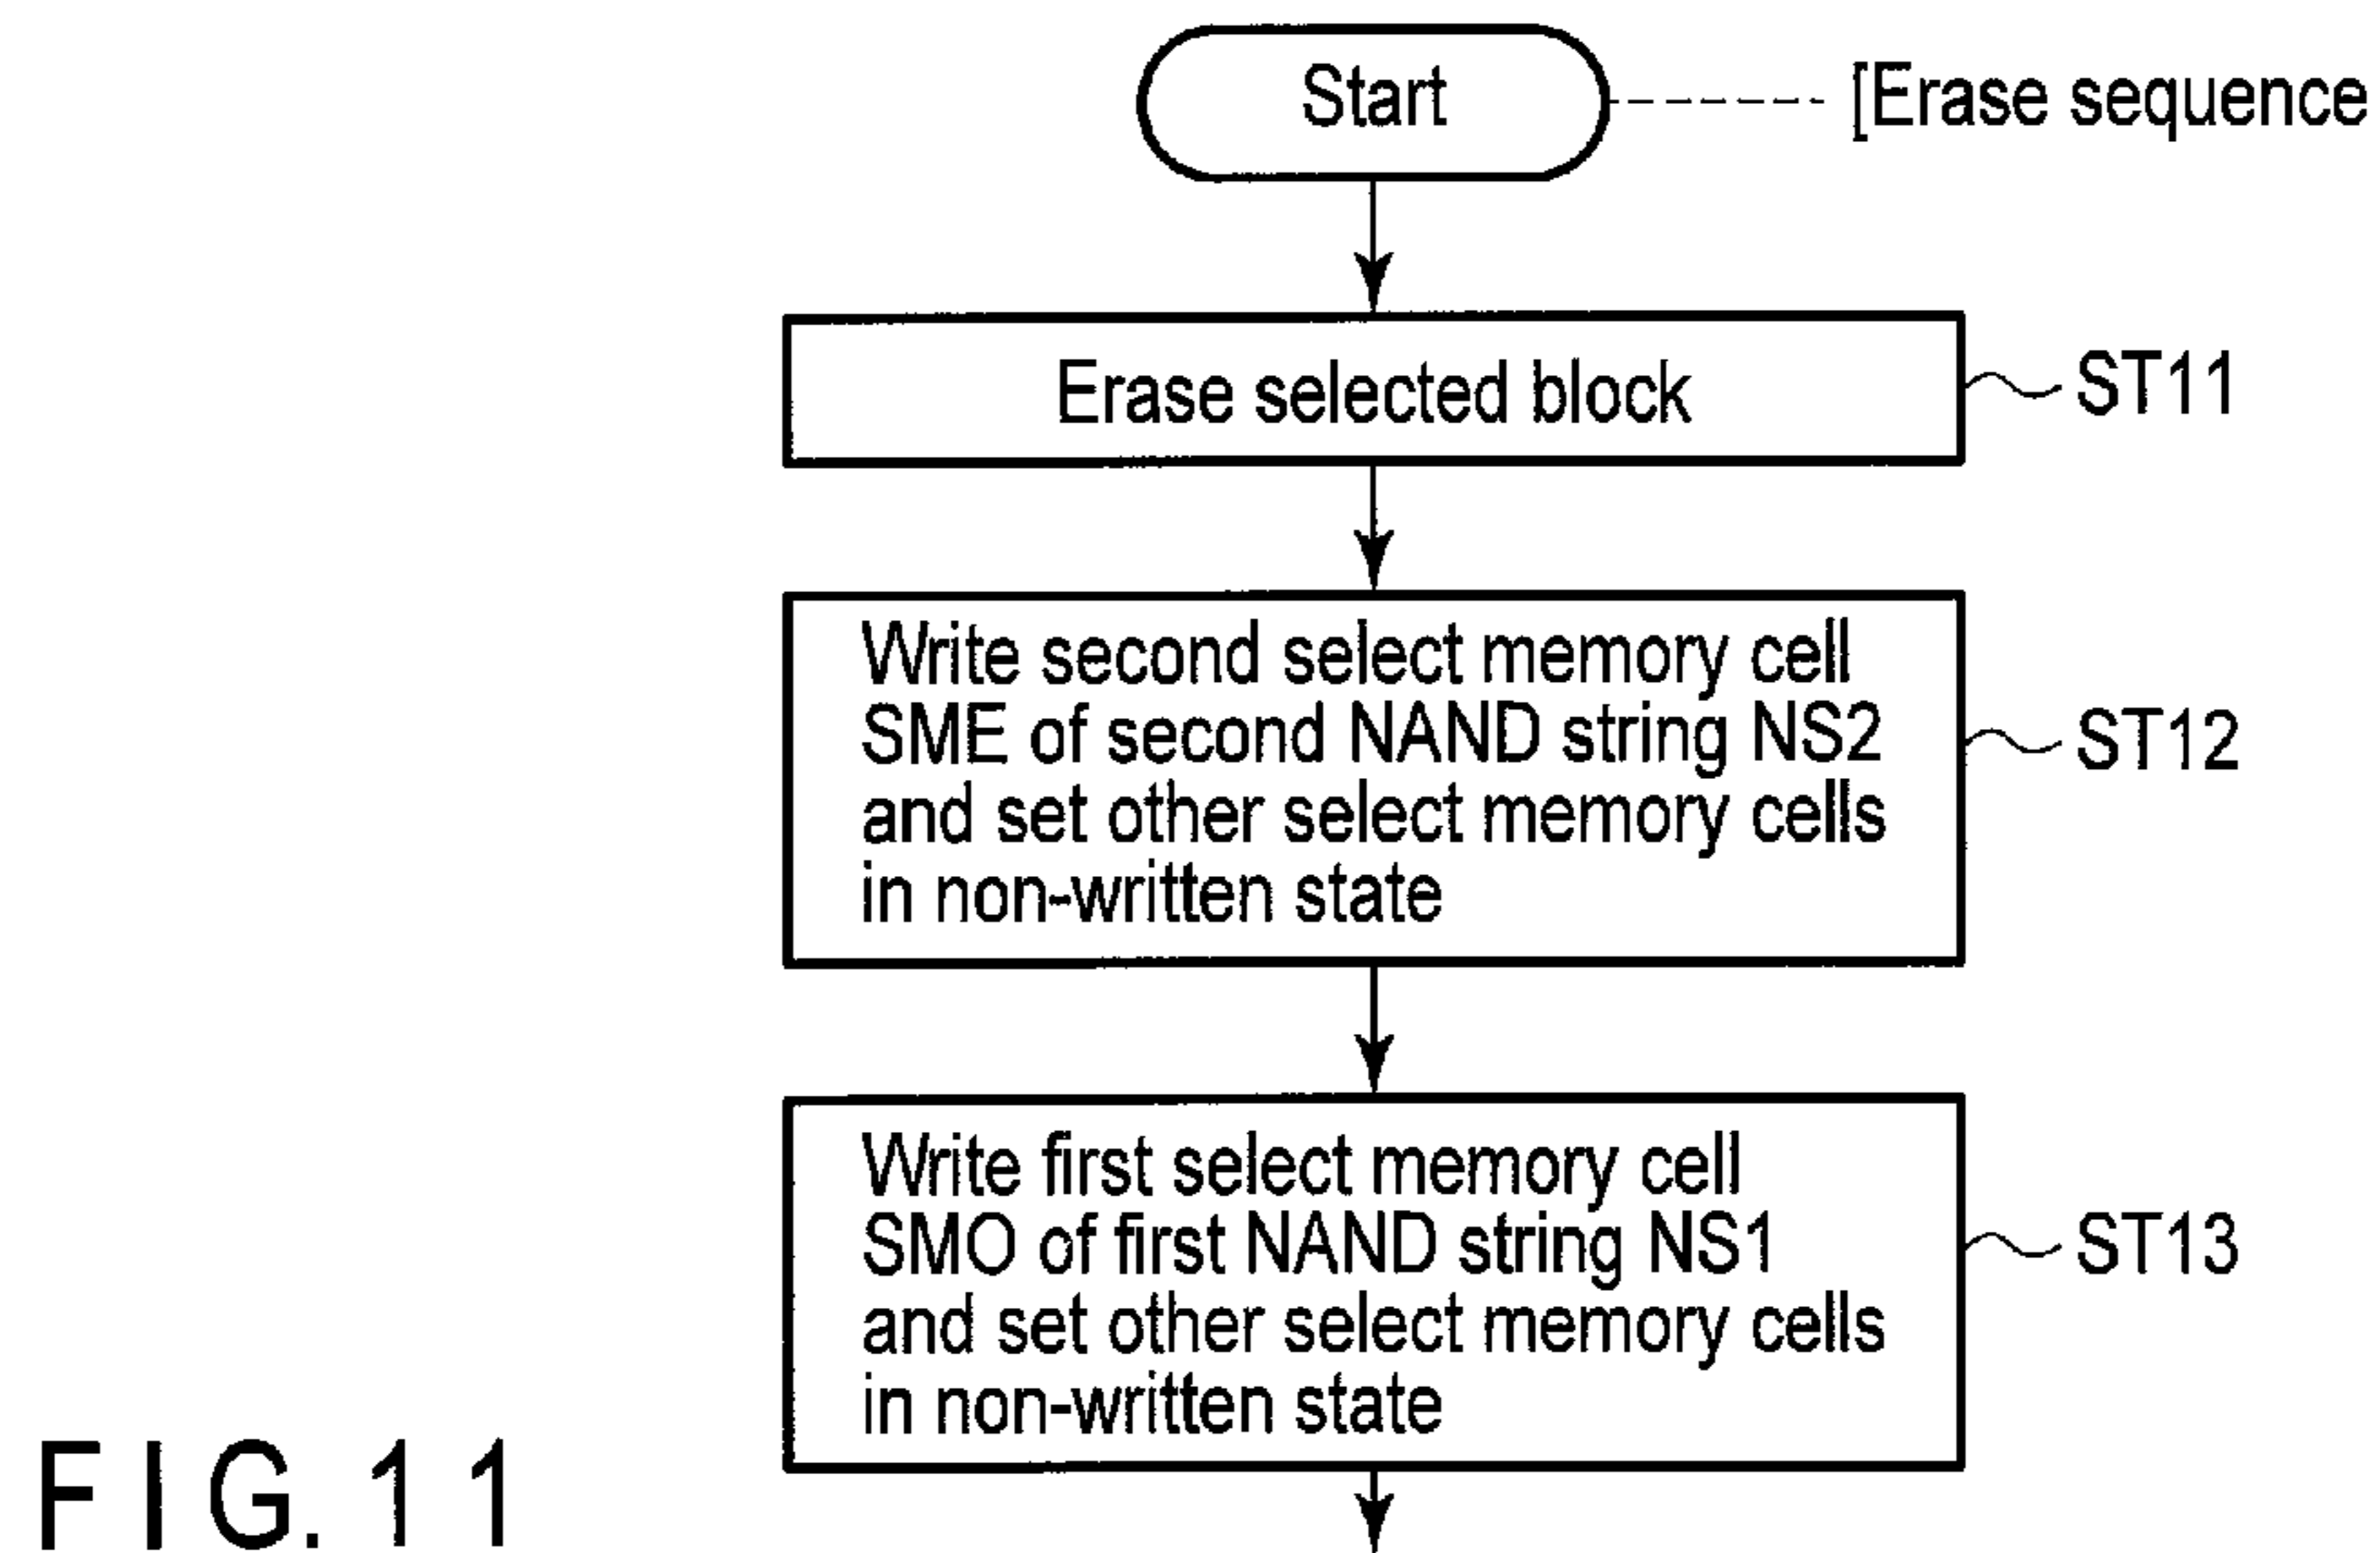 Start
[Erase sequence
Erase selected block
ST11
Write second select memory cell
SME of second NAND string NS2
and set other select memory cells
in non-written state
ST12
Write first select memory cell
SMO of first NAND string NS1
and set other select memory cells
in non-written state
ST13
FIG. 11